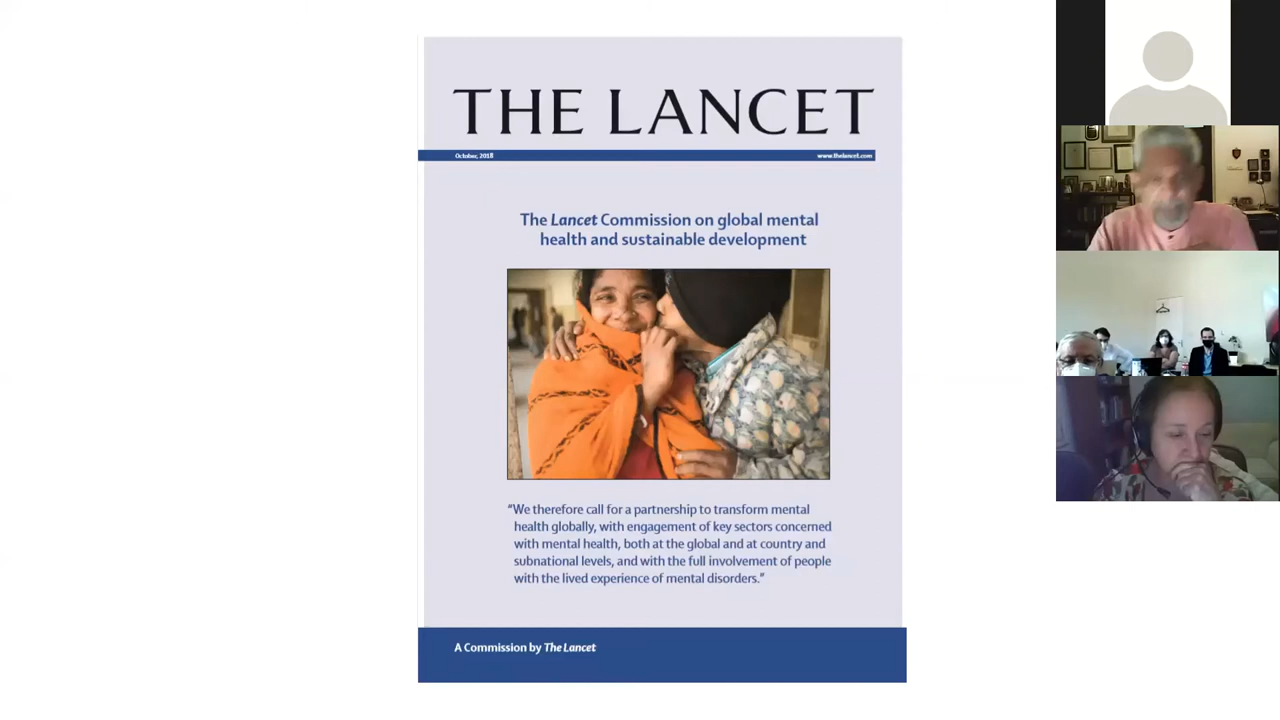 THE LANCET
October, 2018
www.thelancet.com
The Lancet Commission on global mental
health and sustainable development
“We therefore call for a partnership to transform mental
health globally, with engagement of key sectors concerned
with mental health, both at the global and at country and
subnational levels, and with the full involvement of people
with the lived experience of mental disorders.”
A Commission by The Lancet